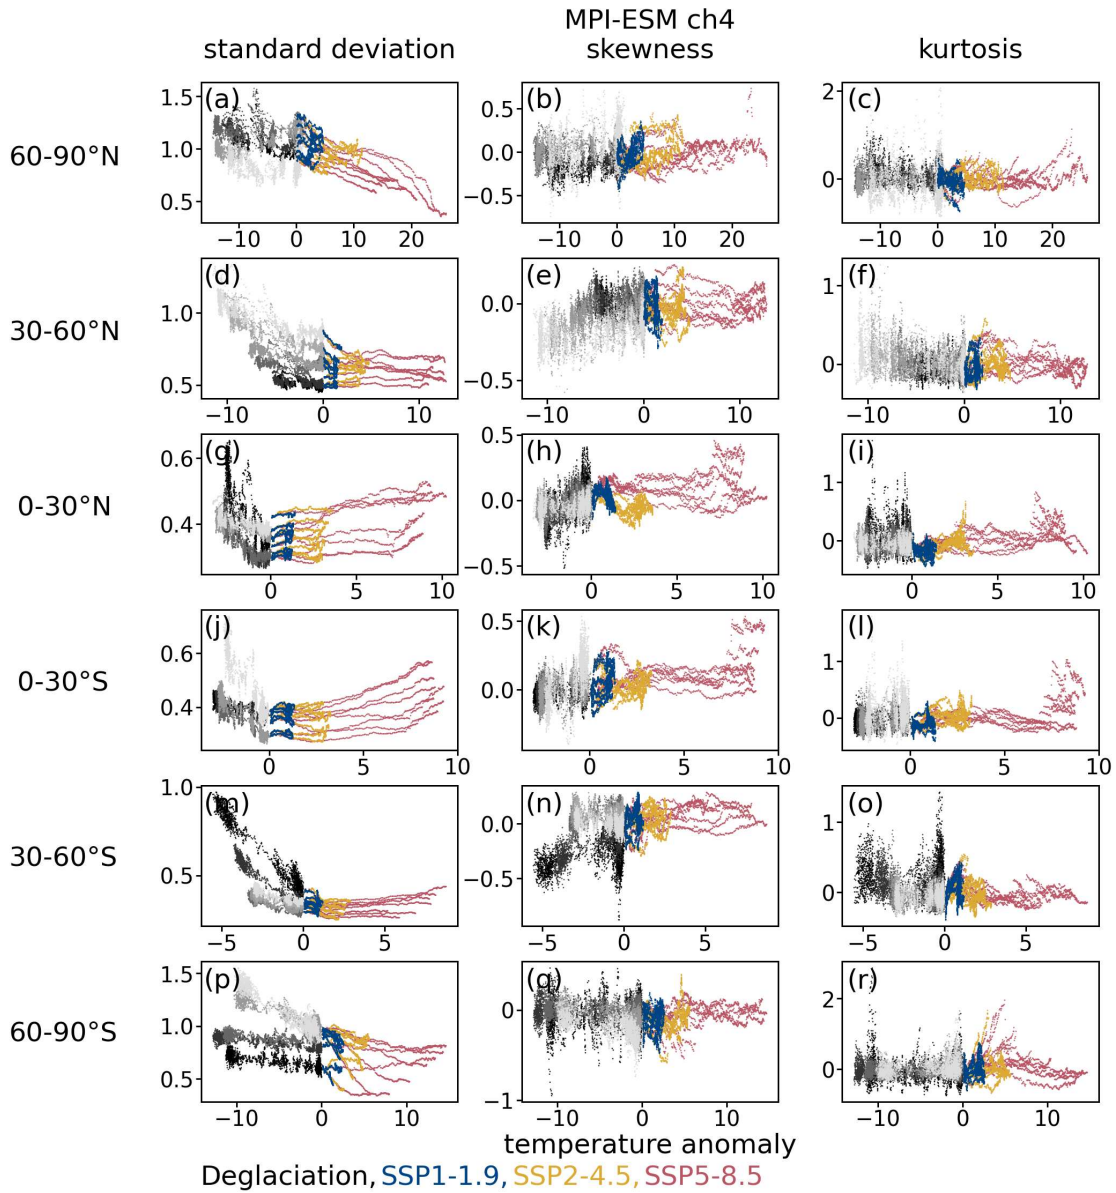 MPI-ESM ch4
standard deviation skewness kurtosis
60-90°N
(a) 1.5 1.0 0.5 −10 0 10 20
(b) 0.5 0.0 −0.5 −10 0 10 20
(c) 2 0 −10 0 10 20
30-60°N
(d) 1.0 0.5 −10 0 10
(e) 0.0 −0.5 −10 0 10
(f) 1 0 −10 0 10
0-30°N
(g) 0.6 0.4 0 5 10
(h) 0.5 0.0 −0.5 0 5 10
(i) 1 0 0 5 10
0-30°S
(j) 0.6 0.4 0 5 10
(k) 0.5 0.0 0 5 10
(l) 1 0 0 5 10
30-60°S
(m) 1.0 0.5 −5 0 5
(n) 0.0 −0.5 −5 0 5
(o) 1 0 −5 0 5
60-90°S
(p) 1.5 1.0 0.5 −10 0 10
(q) 0 −1 −10 0 10
(r) 2 0 −10 0 10
temperature anomaly
Deglaciation, SSP1-1.9, SSP2-4.5, SSP5-8.5